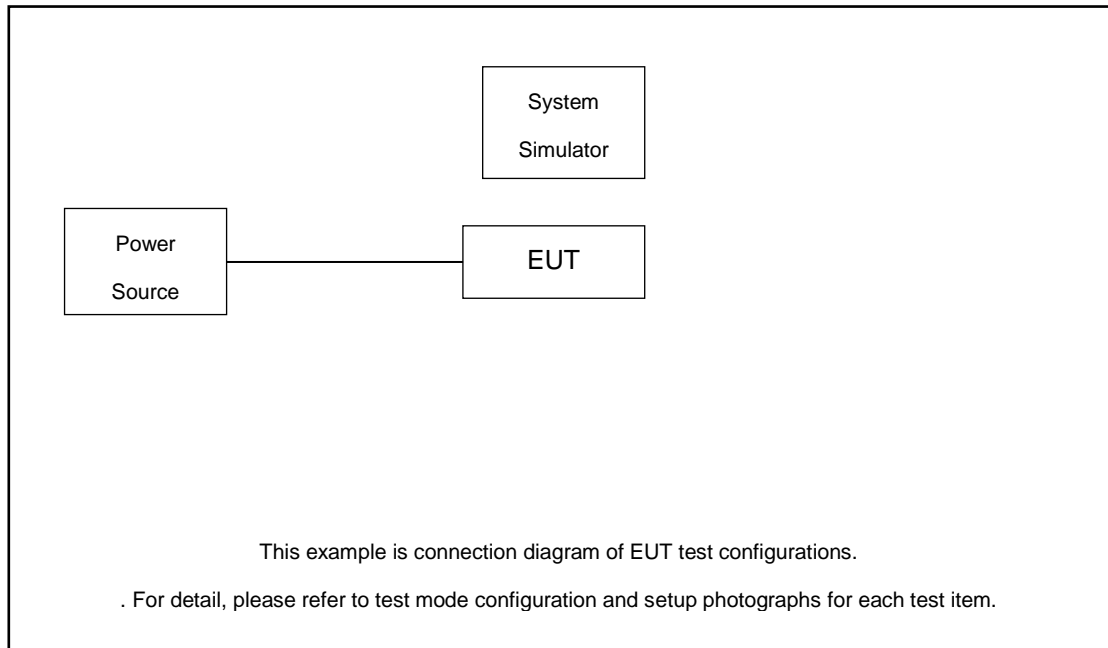 System
Simulator
Power
Source
EUT
This example is connection diagram of EUT test configurations.
. For detail, please refer to test mode configuration and setup photographs for each test item.